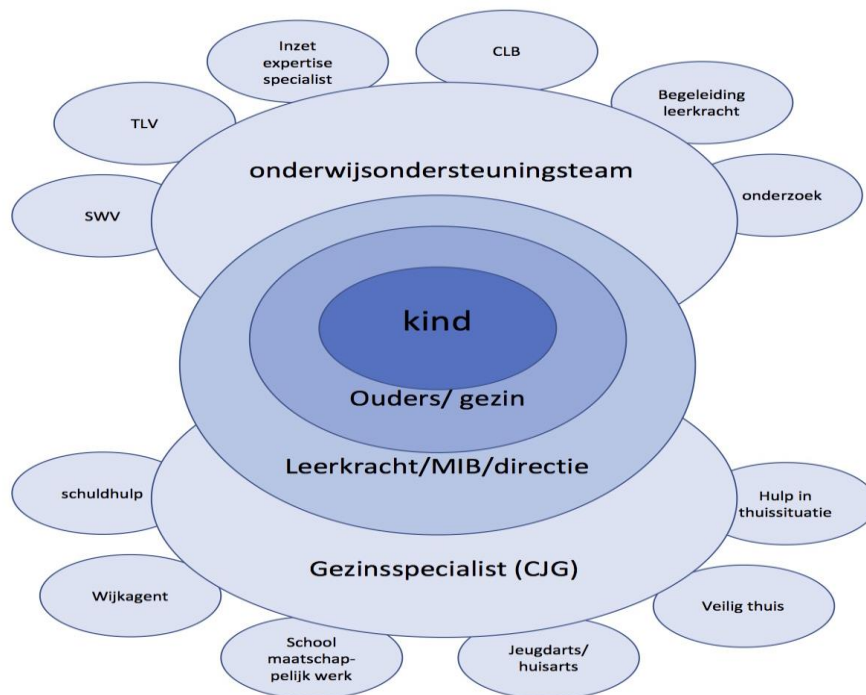 Inzet
expertise
specialist
CLB
TLV
Begeleiding
leerkracht
SWV
onderzoek
onderwijsondersteuningsteam
kind
Ouders/ gezin
Leerkracht/MIB/directie
schuldhulp
Hulp in
thuissituatie
Gezinsspecialist (CJG)
Wijkagent
Veilig thuis
School
maatschap-
pelijk werk
Jeugdarts/
huisarts